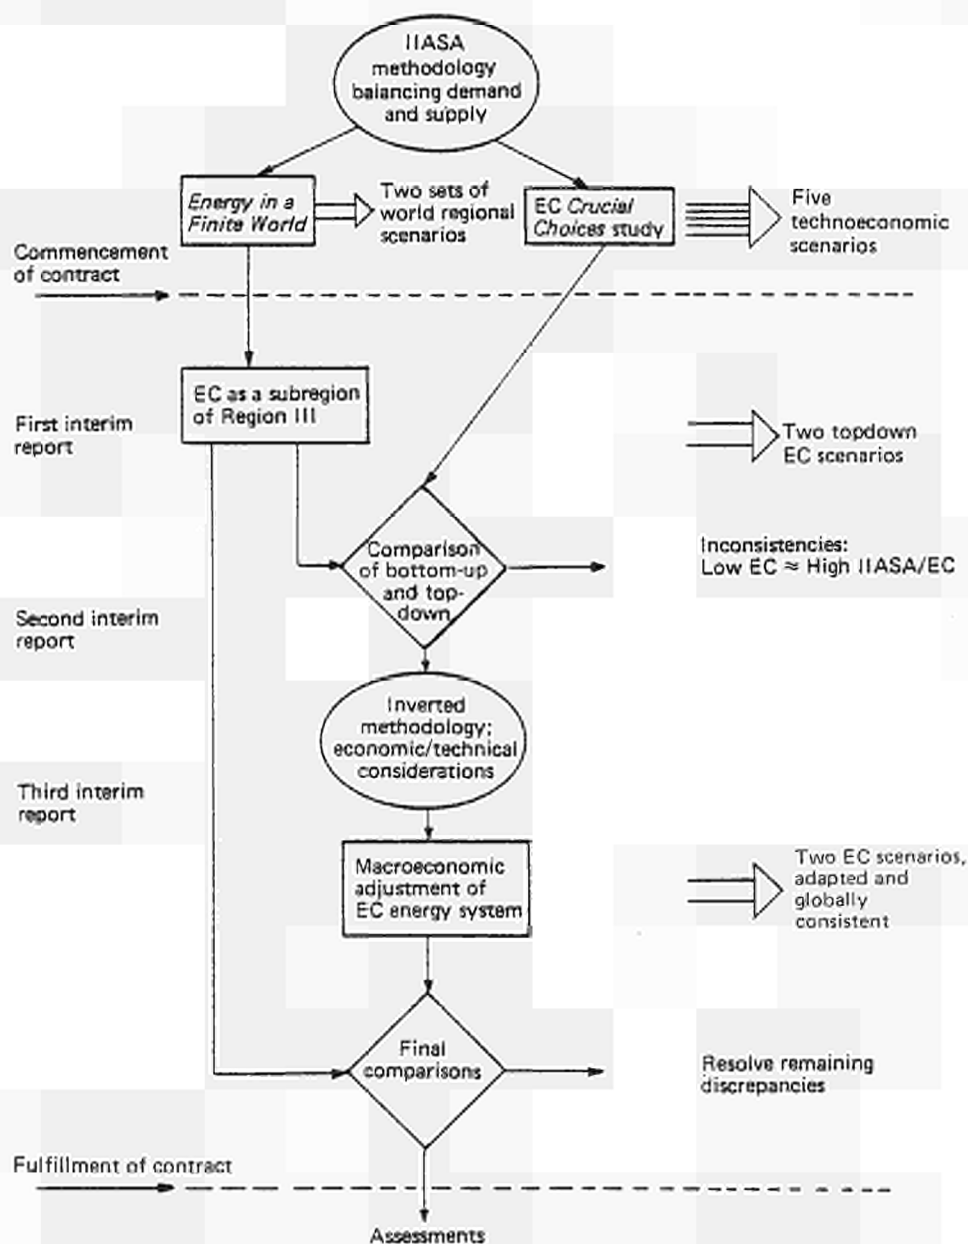 IIASA
methodology
balancing demand
and supply
Energy in a
Finite World
Two sets of
world regional
scenarios
EC Crucial
Choices study
Five
technoeconomic
scenarios
Commencement
of contract
EC as a subregion
of Region III
First interim
report
Two topdown
EC scenarios
Comparison
of bottom-up
and top-
down
Inconsistencies:
Low EC ≈ High IIASA/EC
Second interim
report
Inverted
methodology;
economic/technical
considerations
Third interim
report
Macroeconomic
adjustment of
EC energy system
Two EC scenarios,
adapted and
globally
consistent
Final
comparisons
Resolve remaining
discrepancies
Fulfillment of contract
Assessments